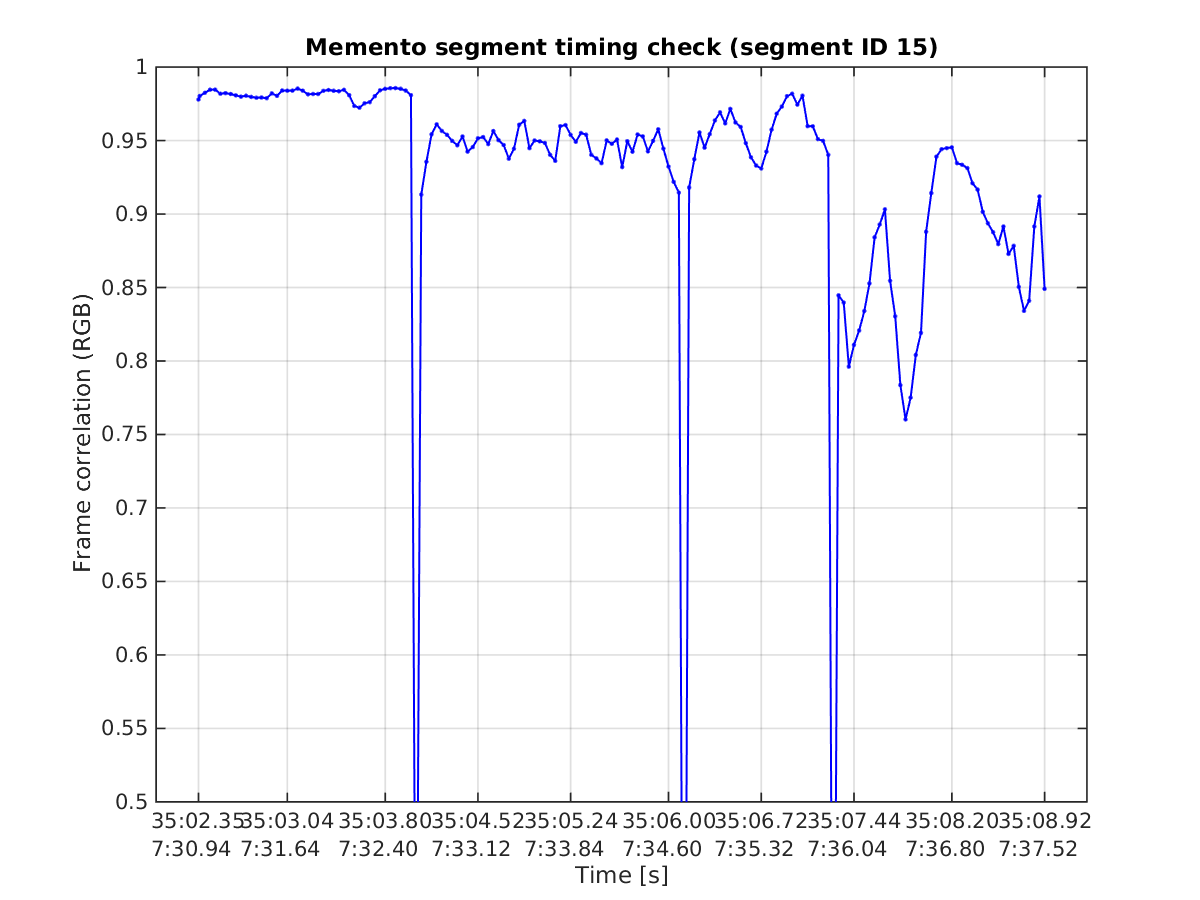 Memento segment timing check (segment ID 15)
Frame correlation (RGB)
1
0.95
0.9
0.85
0.8
0.75
0.7
0.65
0.6
0.55
0.5
35:02.35 35:03.04 35:03.80 35:04.52 35:05.24 35:06.00 35:06.72 35:07.44 35:08.20 35:08.92
7:30.94 7:31.64 7:32.40 7:33.12 7:33.84 7:34.60 7:35.32 7:36.04 7:36.80 7:37.52
Time [s]